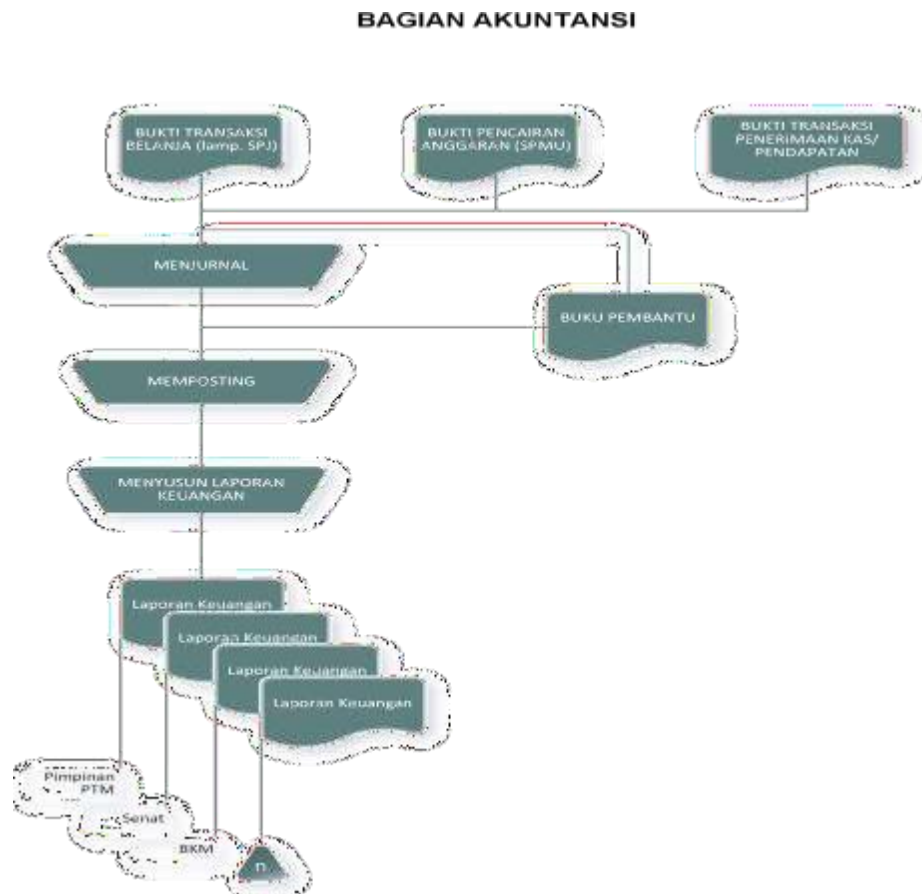 BAGIAN AKUNTANSI
BUKTI TRANSAKSI
BELANJA (lamp. SPJ)
BUKTI PENCAIRAN
ANGGARAN (SPMU)
BUKTI TRANSAKSI
PENERIMAAN KAS/
PENDAPATAN
MENJURNAL
BUKU PEMBANTU
MEMPOSTING
MENYUSUN LAPORAN
KEUANGAN
Laporan Keuangan
Laporan Keuangan
Laporan Keuangan
Laporan Keuangan
Pimpinan
PTM
Senat
BKM
n